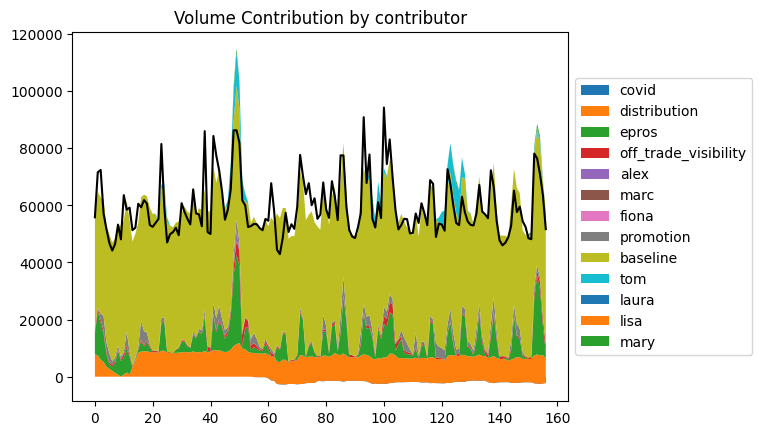 Volume Contribution by contributor
120000
100000
80000
60000
40000
20000
0
0 20 40 60 80 100 120 140 160
covid
distribution
epros
off_trade_visibility
alex
marc
fiona
promotion
baseline
tom
laura
lisa
mary